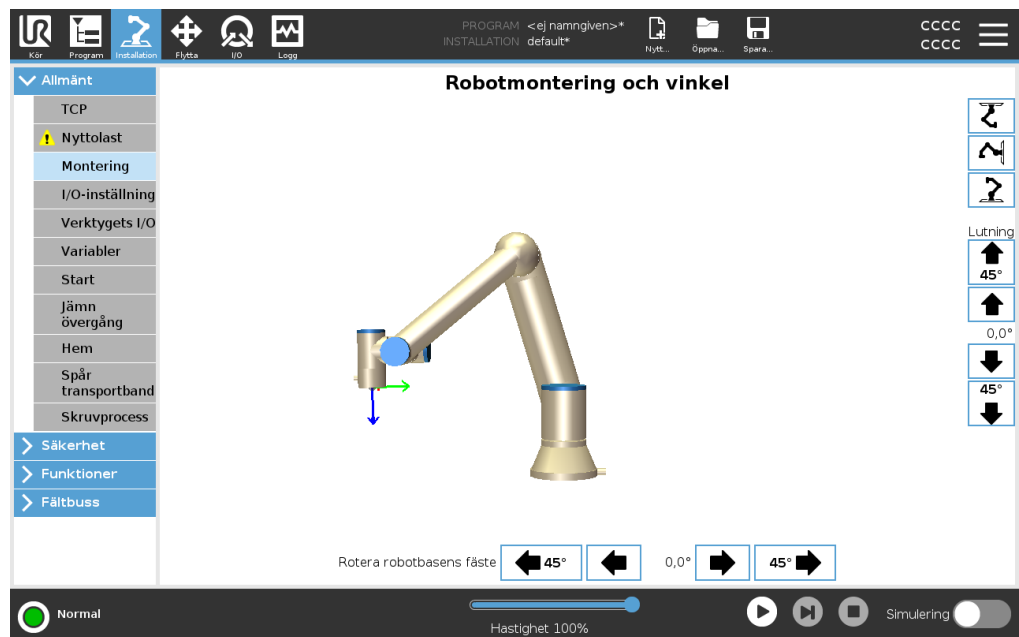 PROGRAM <ej namngiven>*
INSTALLATION default*
CCCC
CCCC
Kör
Program
Installation
Flytta
I/O
Logg
Nytt...
Öppna...
Spara...
Allmänt
TCP
Nyttolast
Montering
I/O-inställning
Verktygets I/O
Variabler
Start
Jämn
övergång
Hem
Spår
transportband
Skruvprocess
Säkerhet
Funktioner
Fältbuss
Robotmontering och vinkel
Lutning
45°
0,0°
45°
Rotera robotbasens fäste
45°
0,0°
45°
Normal
Hastighet 100%
Simulering